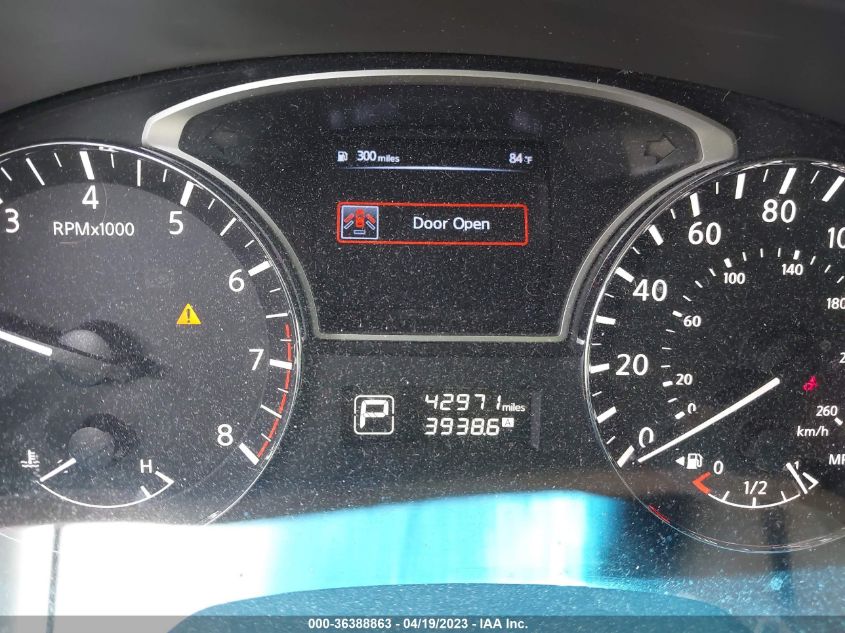 300 miles 84°F
Door Open
3 4 5 6 7 8
RPMx1000
H
P
42971 miles
3938.6 A
0 20 40 60 80
0 20 60 100 140 180
260
km/h
0 1/2
000-36388863 - 04/19/2023 - IAA Inc.